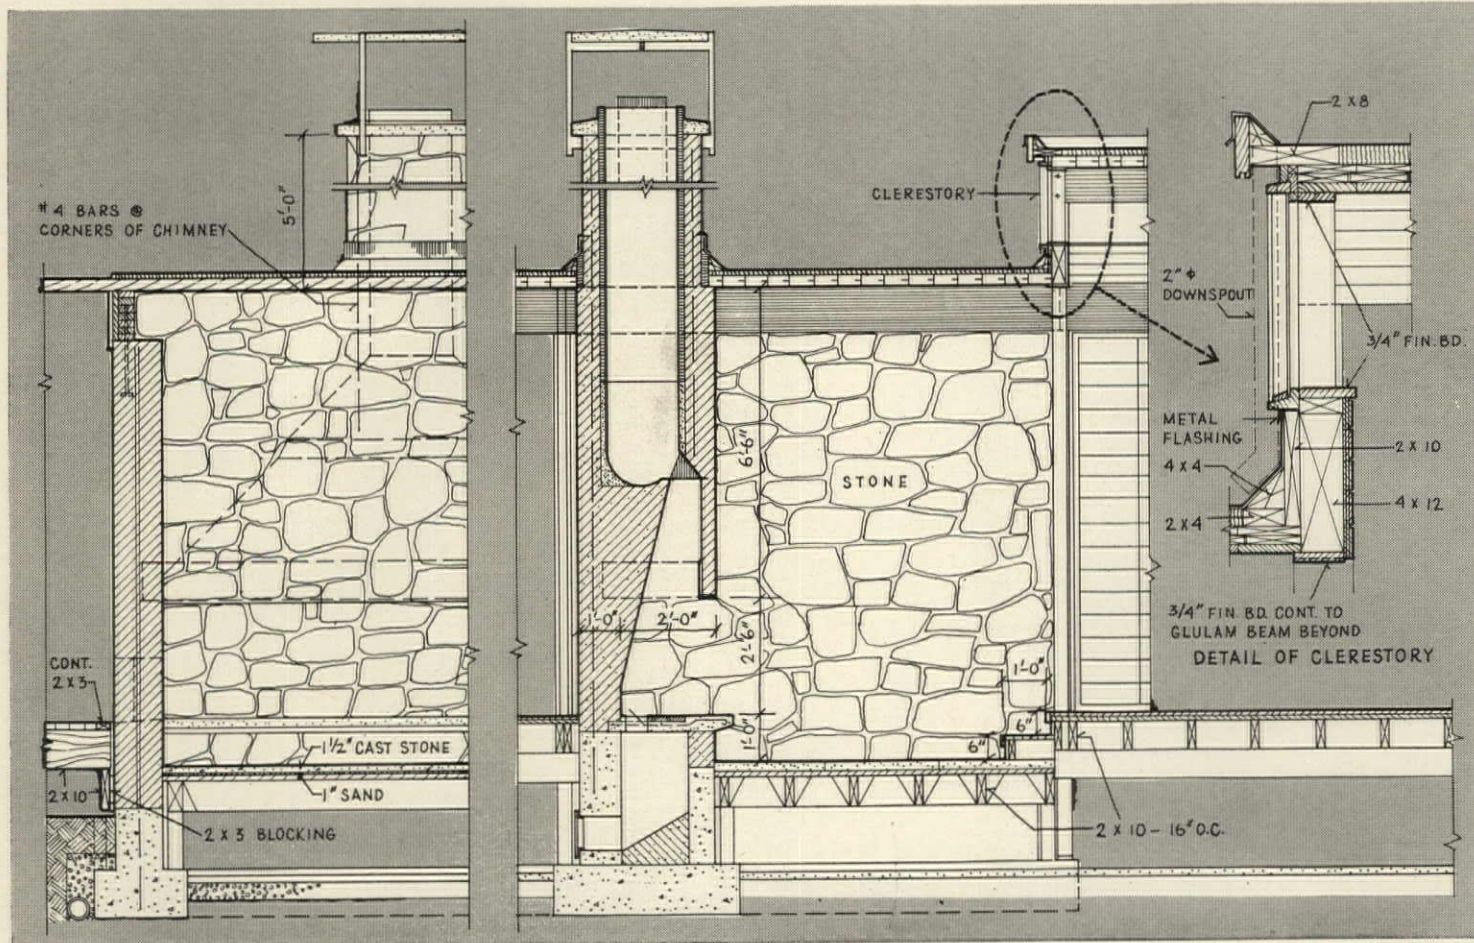 # 4 BARS @
CORNERS OF CHIMNEY
5'-0"
CLERESTORY
2 X 8
2" ϕ
DOWNSPOUT
3/4" FIN. BD.
METAL
FLASHING
4 X 4
2 X 4
2 X 10
4 X 12
3/4" FIN. BD. CONT. TO
GLULAM BEAM BEYOND
DETAIL OF CLERESTORY
STONE
6'-6"
1'-0"
2'-0"
2'-6"
1'-0"
1'-0"
6"
6"
CONT.
2 X 3
1 1/2" CAST STONE
1" SAND
2 X 10
2 X 3 BLOCKING
2 X 10 - 16" O.C.